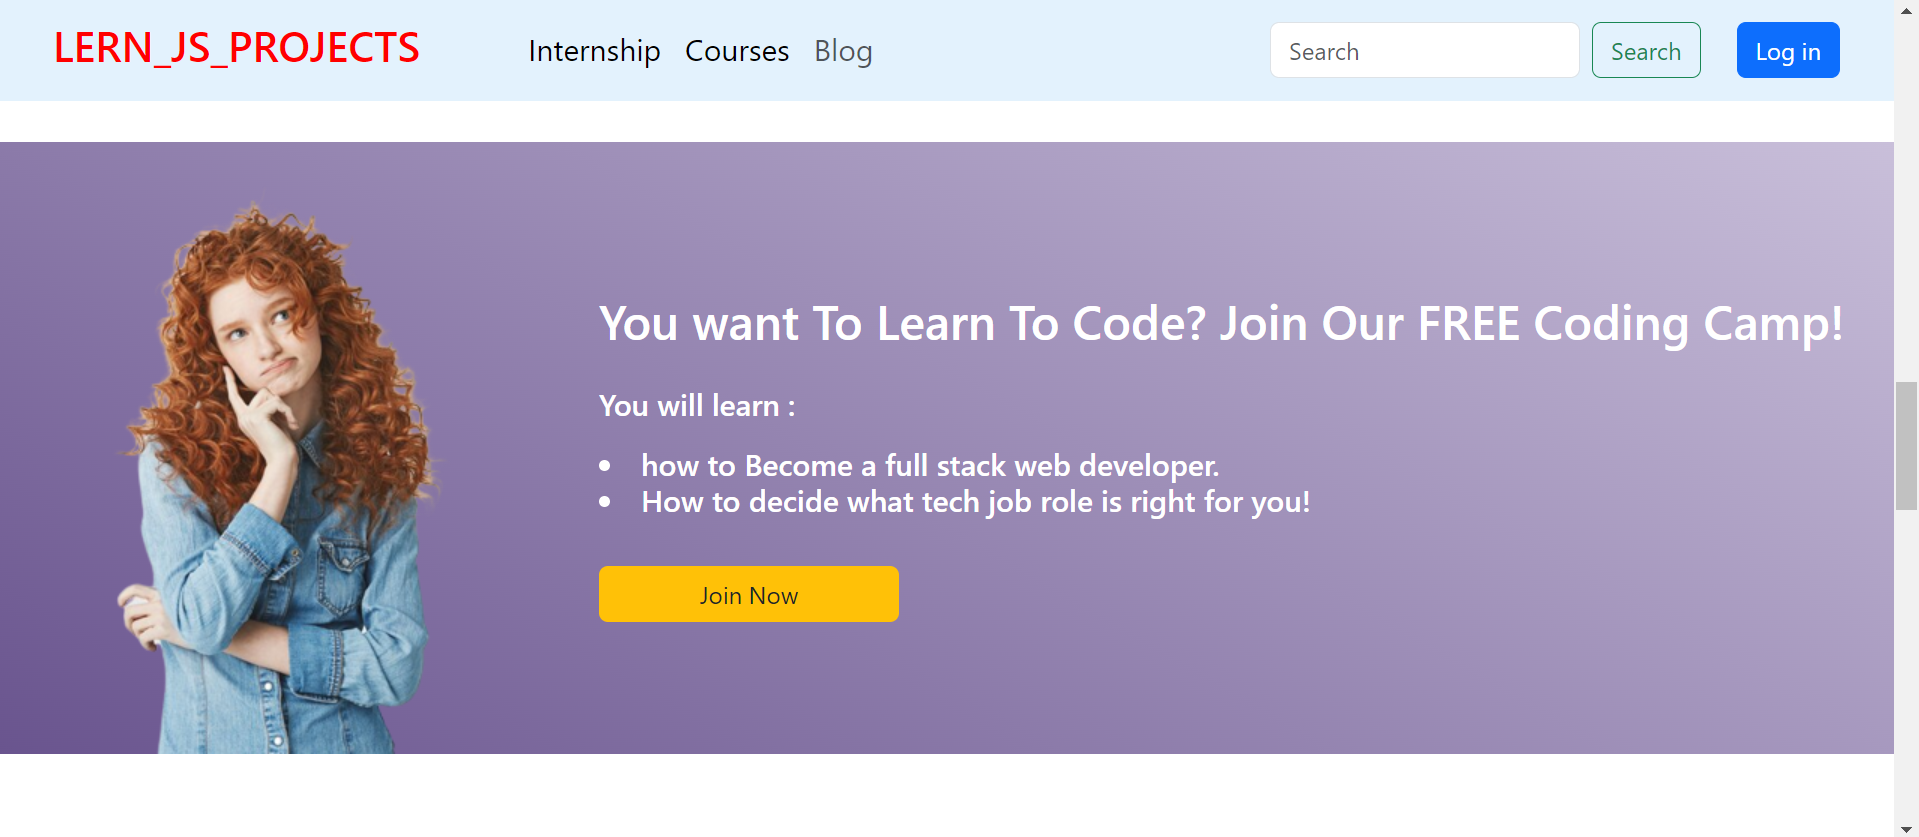 LERN_JS_PROJECTS
Internship Courses Blog
Search Search Log in
You want To Learn To Code? Join Our FREE Coding Camp!
You will learn :
• how to Become a full stack web developer.
• How to decide what tech job role is right for you!
Join Now